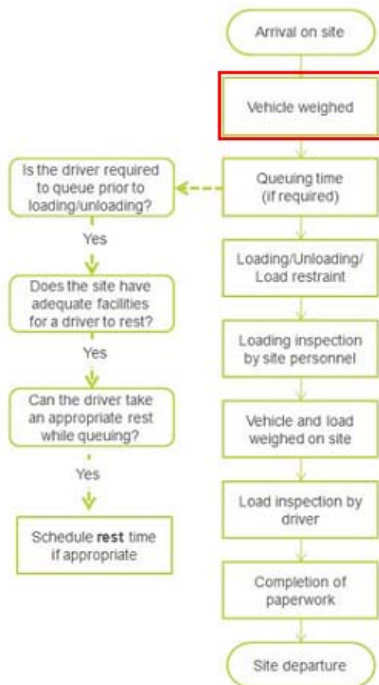 Arrival on site
Vehicle weighed
Queuing time
(if required)
Loading/Unloading/
Load restraint
Loading inspection
by site personnel
Vehicle and load
weighed on site
Load inspection by
driver
Completion of
paperwork
Site departure
Is the driver required
to queue prior to
loading/unloading?
Yes
Does the site have
adequate facilities
for a driver to rest?
Yes
Can the driver take
an appropriate rest
while queuing?
Yes
Schedule rest time
if appropriate